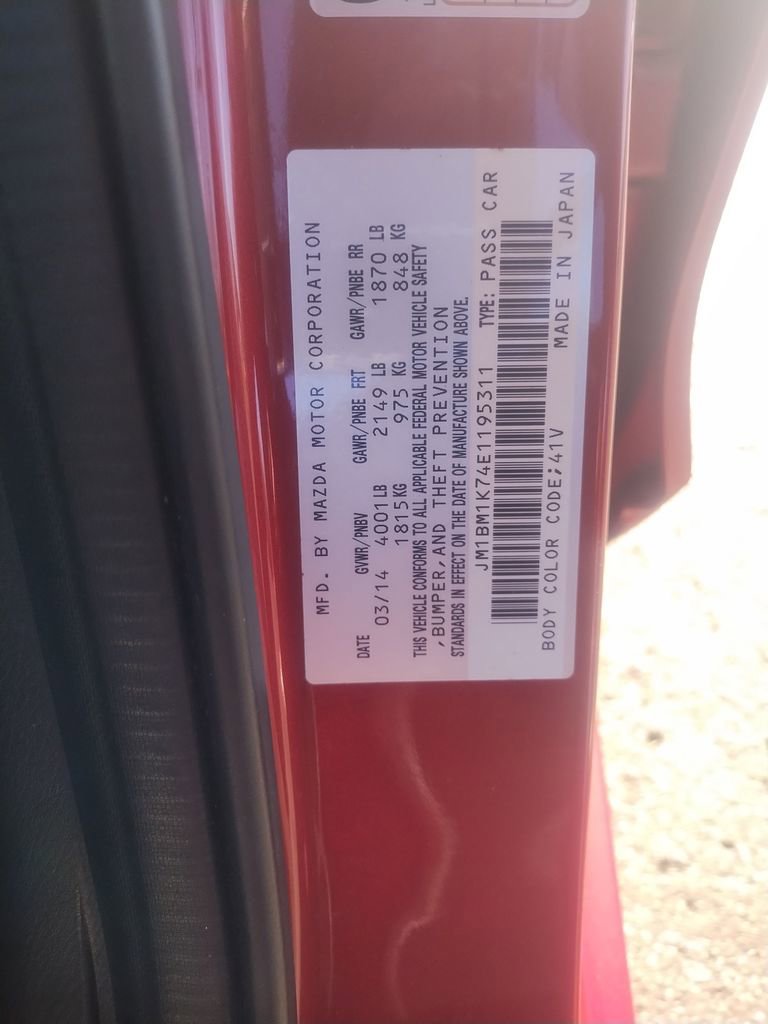 MFD. BY MAZDA MOTOR CORPORATION
DATE GVWR/PNBV GAWR/PNBE FRT GAWR/PNBE RR
03/14 4001LB 2149 LB 1870 LB
1815KG 975 KG 848 KG
THIS VEHICLE CONFORMS TO ALL APPLICABLE FEDERAL MOTOR VEHICLE SAFETY
,BUMPER,AND THEFT PREVENTION
STANDARDS IN EFFECT ON THE DATE OF MANUFACTURE SHOWN ABOVE.
JM1BM1K74E1195311 TYPE: PASS CAR
BODY COLOR CODE;41V MADE IN JAPAN